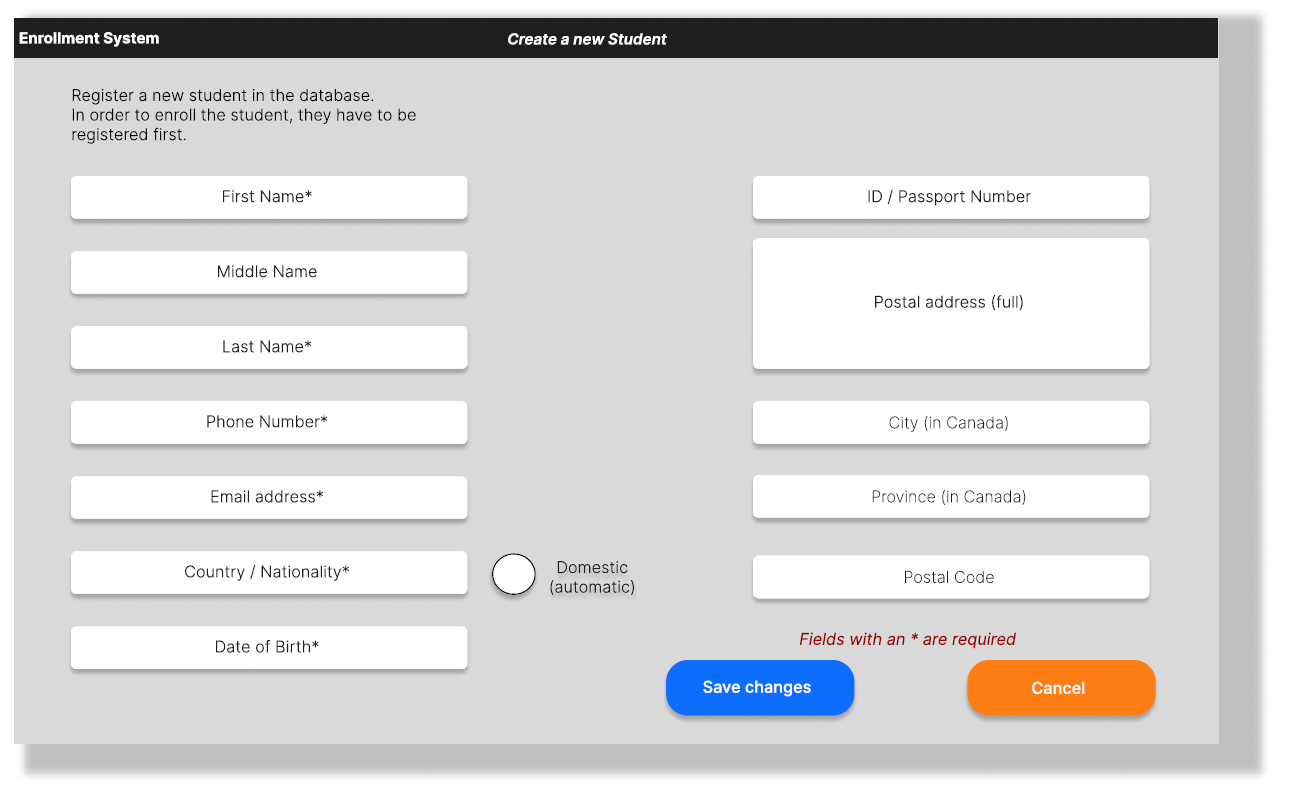 Enrollment System
Create a new Student
Register a new student in the database.
In order to enroll the student, they have to be
registered first.
First Name*
Middle Name
Last Name*
Phone Number*
Email address*
Country / Nationality*
Domestic
(automatic)
Date of Birth*
ID / Passport Number
Postal address (full)
City (in Canada)
Province (in Canada)
Postal Code
Fields with an * are required
Save changes
Cancel